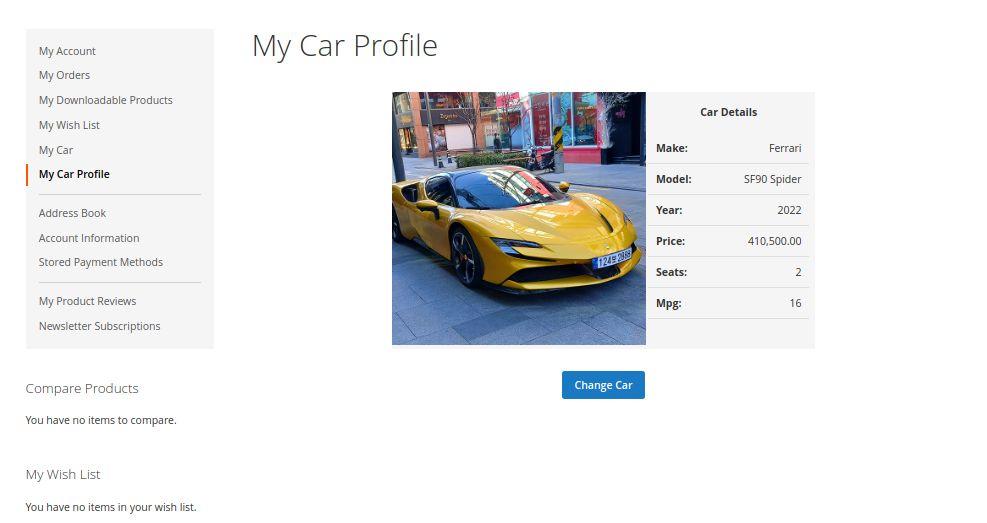 My Account
My Orders
My Downloadable Products
My Wish List
My Car
My Car Profile
Address Book
Account Information
Stored Payment Methods
My Product Reviews
Newsletter Subscriptions
Compare Products
You have no items to compare.
My Wish List
You have no items in your wish list.
My Car Profile
Car Details
Make: Ferrari
Model: SF90 Spider
Year: 2022
Price: 410,500.00
Seats: 2
Mpg: 16
Change Car